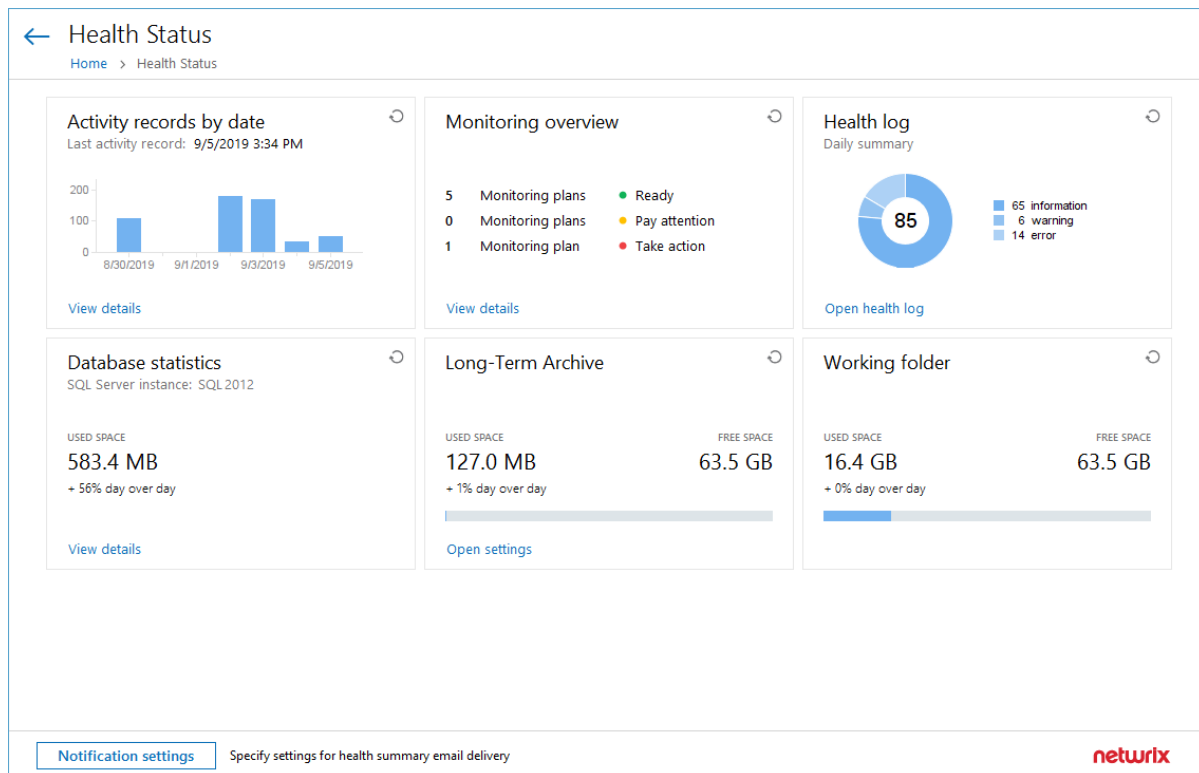 Health Status
Home > Health Status
Activity records by date
Last activity record: 9/5/2019 3:34 PM
200
100
0
8/30/2019 9/1/2019 9/3/2019 9/5/2019
View details
Monitoring overview
5 Monitoring plans Ready
0 Monitoring plans Pay attention
1 Monitoring plan Take action
View details
Health log
Daily summary
85
65 information
6 warning
14 error
Open health log
Database statistics
SQL Server instance: SQL2012
USED SPACE
583.4 MB
+ 56% day over day
View details
Long-Term Archive
USED SPACE FREE SPACE
127.0 MB 63.5 GB
+ 1% day over day
Open settings
Working folder
USED SPACE FREE SPACE
16.4 GB 63.5 GB
+ 0% day over day
Notification settings Specify settings for health summary email delivery
netwrix